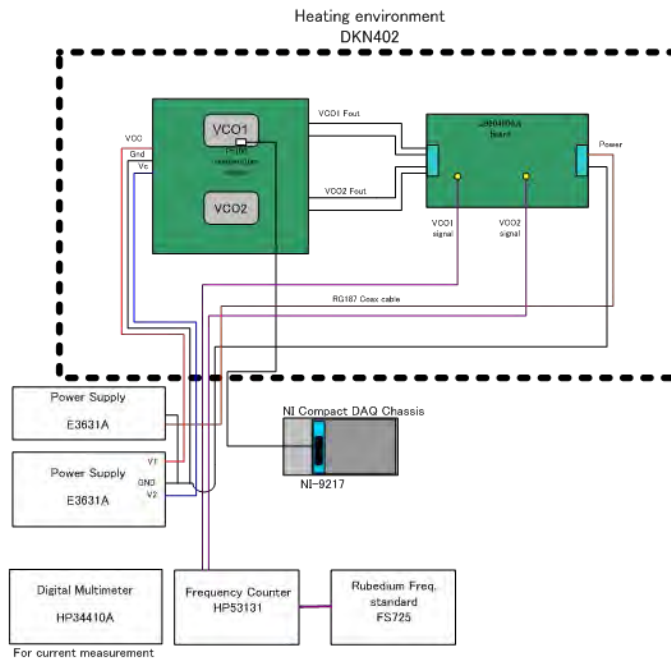 Heating environment
DKN402
VCO1 Fout
VCO1
VCC
Gnd
Vc
Power
VCO2 Fout
VCO2
VCO1
signal
VCO2
signal
RG187 Coax cable
Power Supply
E3631A
NI Compact DAQ Chassis
NI-9217
Power Supply
E3631A
V1
GND
V2
Digital Multimeter
HP34410A
For current measurement
Frequency Counter
HP53131
Rubedium Freq.
standard
FS725